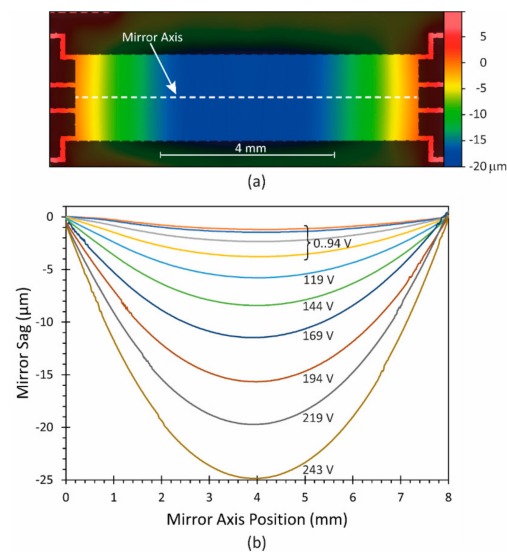 Mirror Axis
4 mm
5
0
-5
-10
-15
-20 μm
(a)
0
-5
-10
-15
-20
-25
Mirror Sag (μm)
0..94 V
119 V
144 V
169 V
194 V
219 V
243 V
0 1 2 3 4 5 6 7 8
Mirror Axis Position (mm)
(b)